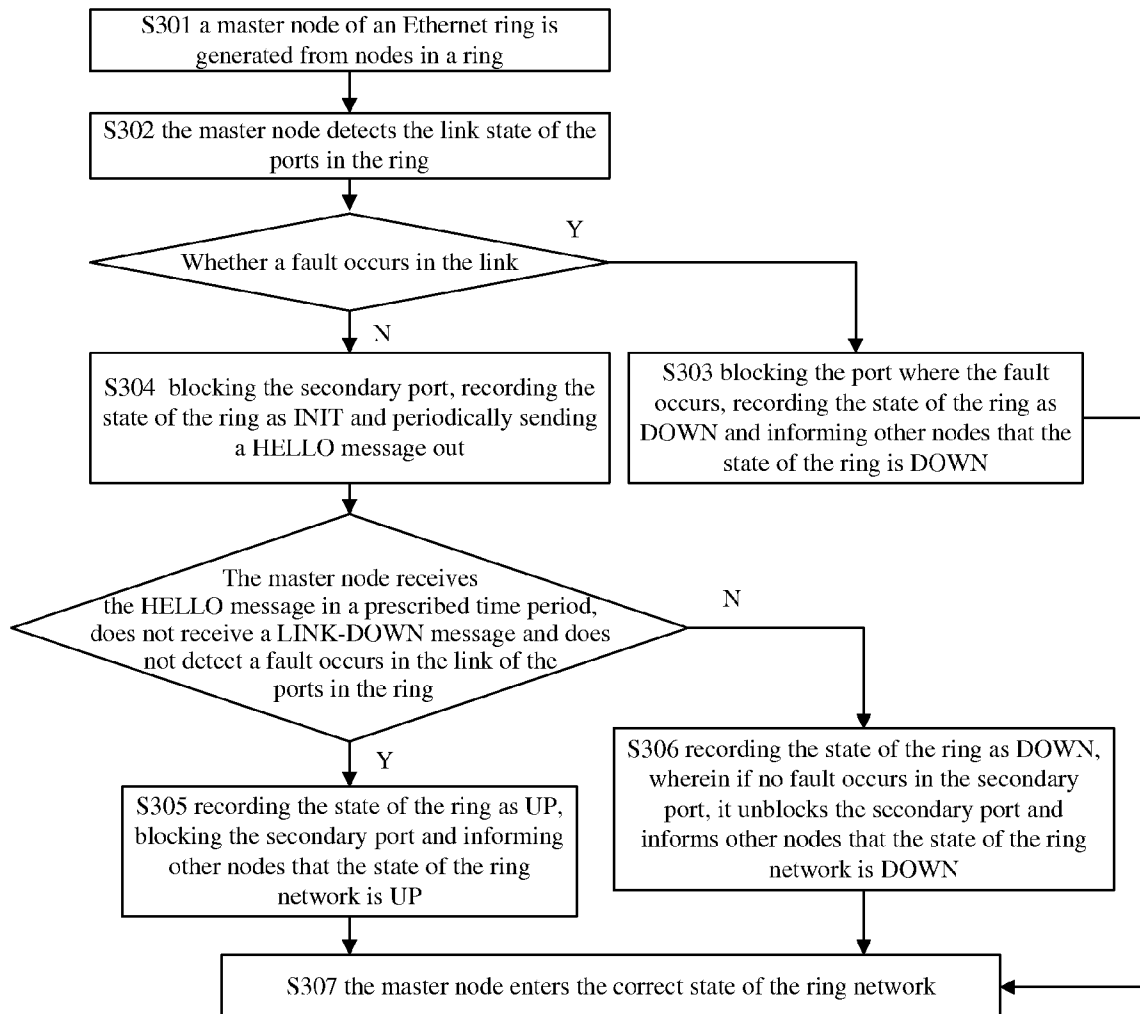 S301 a master node of an Ethernet ring is
generated from nodes in a ring
S302 the master node detects the link state of the
ports in the ring
Y
Whether a fault occurs in the link
N
S304 blocking the secondary port, recording the
state of the ring as INIT and periodically sending
a HELLO message out
S303 blocking the port where the fault
occurs, recording the state of the ring as
DOWN and informing other nodes that the
state of the ring is DOWN
The master node receives
the HELLO message in a prescribed time period,
does not receive a LINK-DOWN message and does
not detect a fault occurs in the link of the
ports in the ring
N
Y
S305 recording the state of the ring as UP,
blocking the secondary port and informing
other nodes that the state of the ring
network is UP
S306 recording the state of the ring as DOWN,
wherein if no fault occurs in the secondary
port, it unblocks the secondary port and
informs other nodes that the state of the ring
network is DOWN
S307 the master node enters the correct state of the ring network